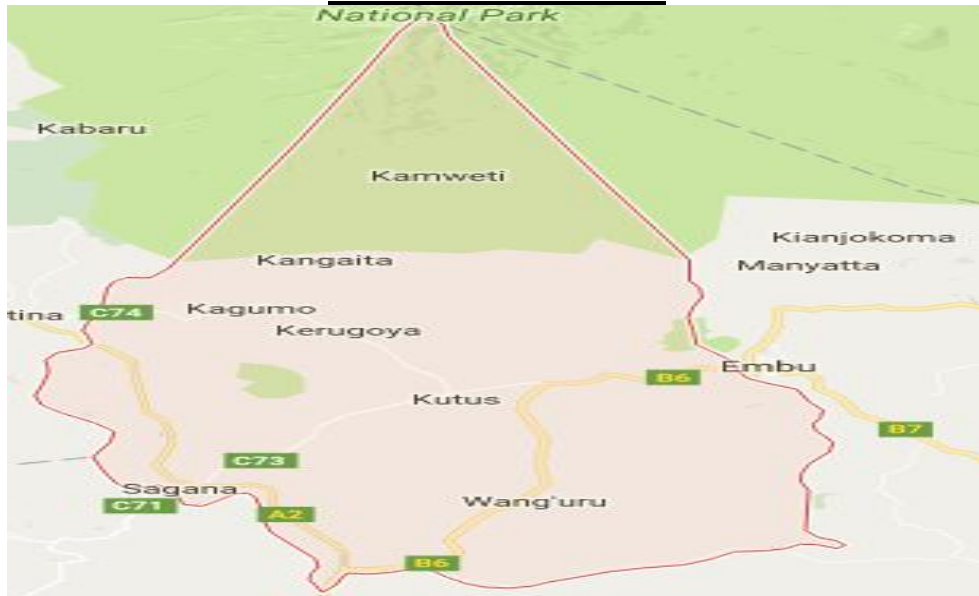 National Park
Kabaru
Kamweti
Kianjokoma
Kangaita
Manyatta
C74
Kagumo
tina
Kerugoya
Embu
B6
Kutus
B7
C73
Sagana
Wang'uru
C71
A2
B6